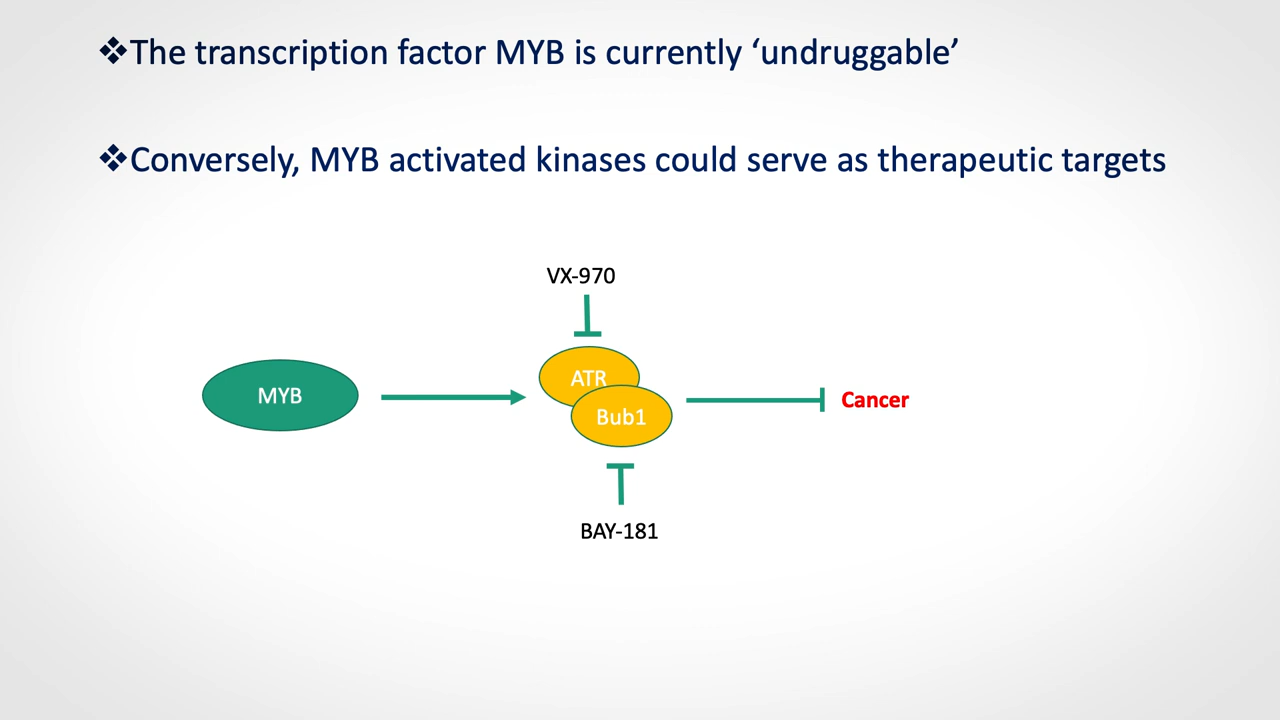 ❖The transcription factor MYB is currently ‘undruggable’
❖Conversely, MYB activated kinases could serve as therapeutic targets
VX-970
ATR
MYB
Bub1
Cancer
BAY-181